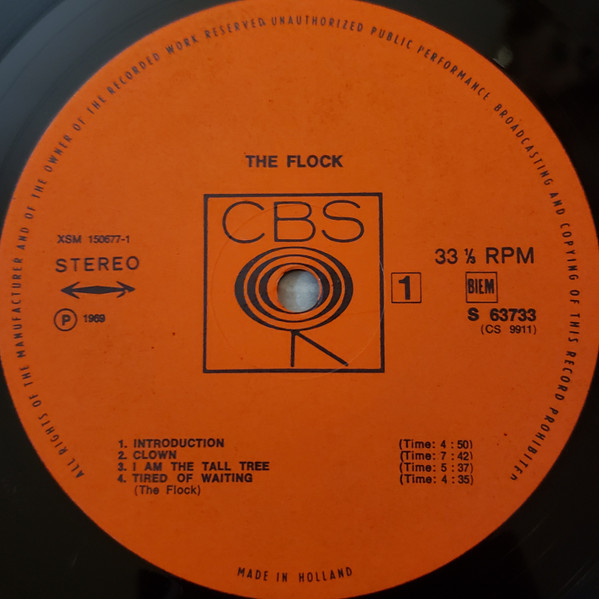 ALL RIGHTS OF THE MANUFACTURER AND OF THE OWNER OF THE RECORDED WORK RESERVED UNAUTHORIZED PUBLIC PERFORMANCE BROADCASTING AND COPYING OF THIS RECORD PROHIBITED
THE FLOCK
CBS
XSM 150677-1
STEREO
Ⓟ 1969
1
33 ⅓ RPM
BIEM
S 63733
(CS 9911)
1. INTRODUCTION (Time: 4:50)
2. CLOWN (Time: 7:42)
3. I AM THE TALL TREE (Time: 5:37)
4. TIRED OF WAITING (Time: 4:35)
(The Flock)
MADE IN HOLLAND